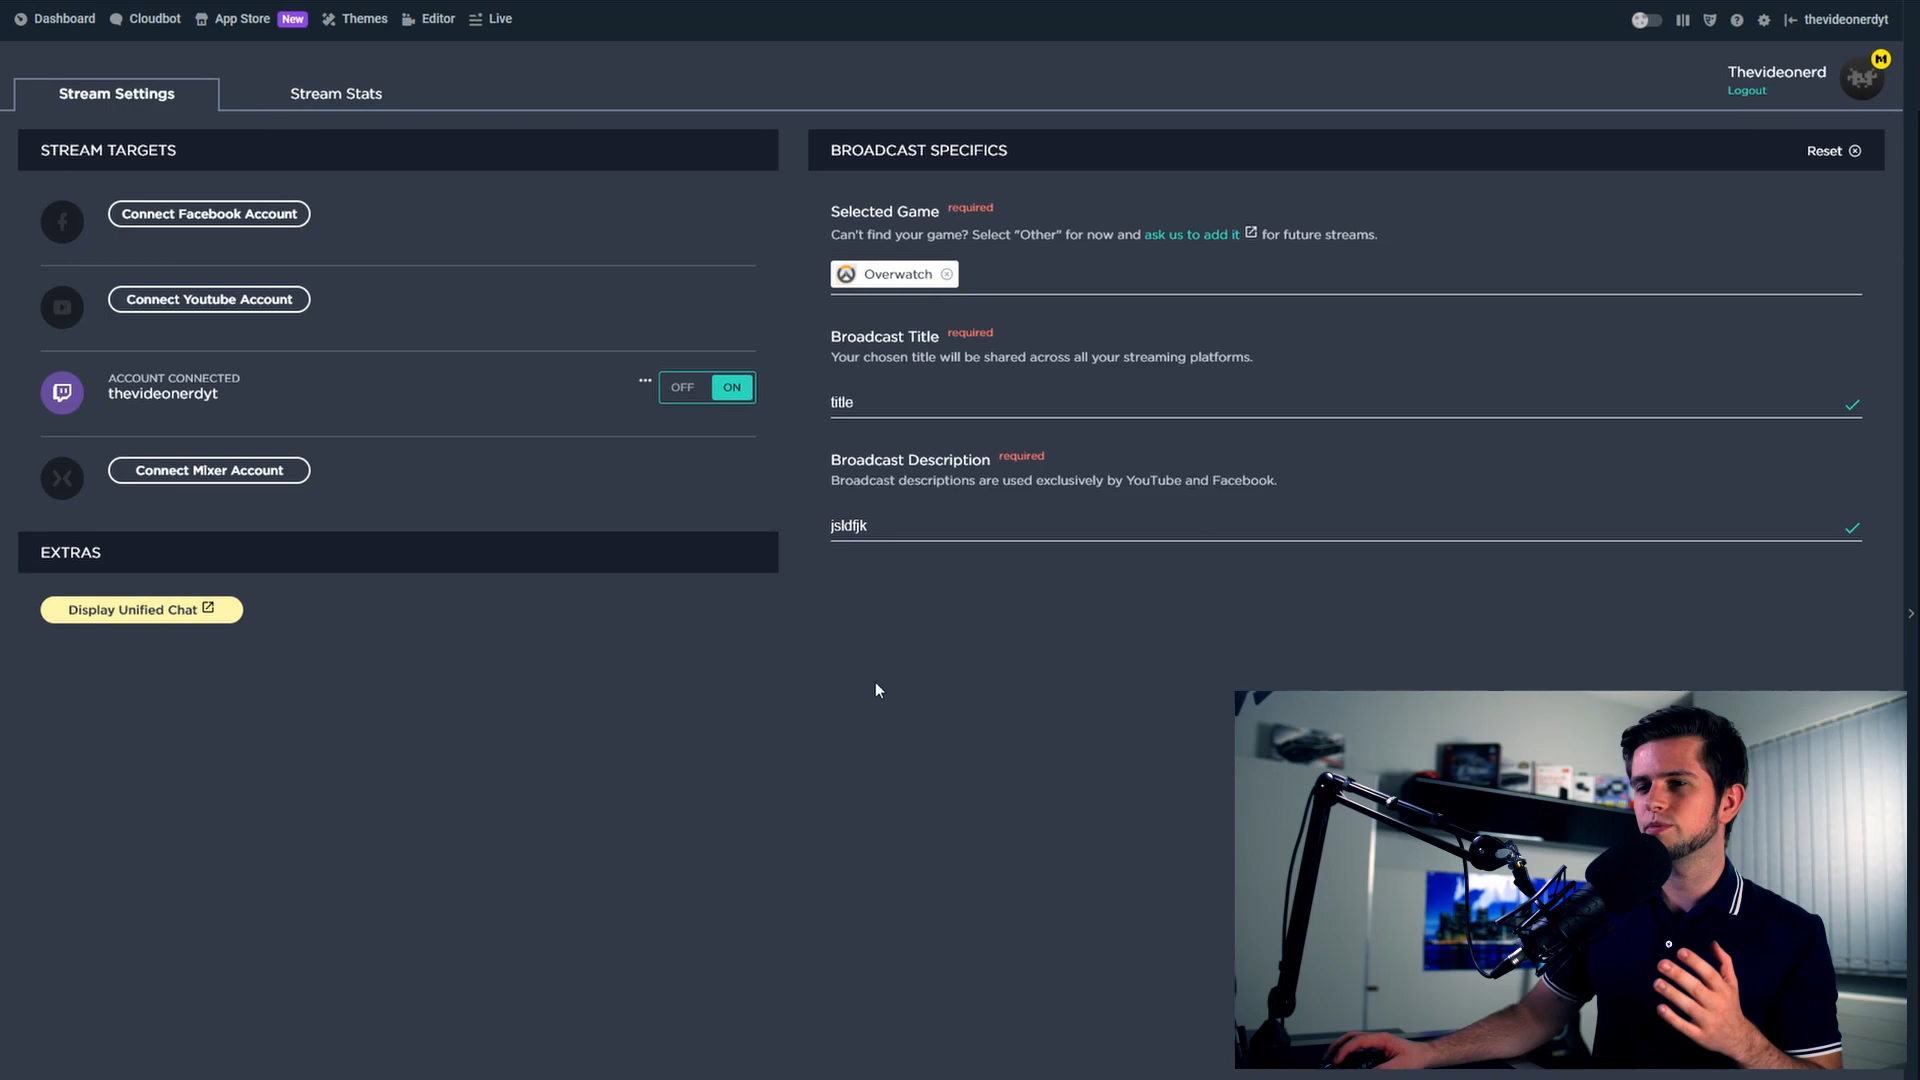 Dashboard Cloudbot App Store New Themes Editor Live
thevideonerdyt
Stream Settings
Stream Stats
Thevideonerd
Logout
STREAM TARGETS
Connect Facebook Account
Connect Youtube Account
ACCOUNT CONNECTED
thevideonerdyt
... OFF ON
Connect Mixer Account
EXTRAS
Display Unified Chat
BROADCAST SPECIFICS
Reset
Selected Game required
Can't find your game? Select "Other" for now and ask us to add it for future streams.
Overwatch
Broadcast Title required
Your chosen title will be shared across all your streaming platforms.
title
Broadcast Description required
Broadcast descriptions are used exclusively by YouTube and Facebook.
jsldfjk